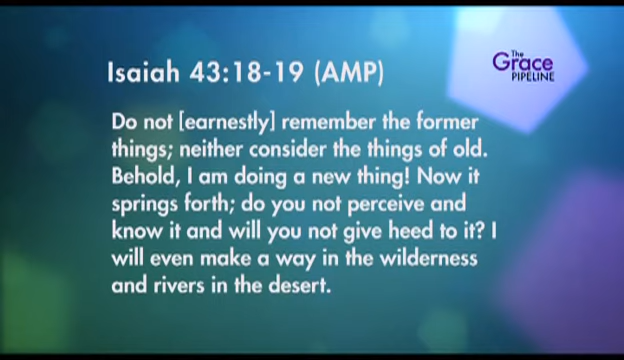 The
Grace
PIPELINE
Isaiah 43:18-19 (AMP)
Do not [earnestly] remember the former
things; neither consider the things of old.
Behold, I am doing a new thing! Now it
springs forth; do you not perceive and
know it and will you not give heed to it? I
will even make a way in the wilderness
and rivers in the desert.